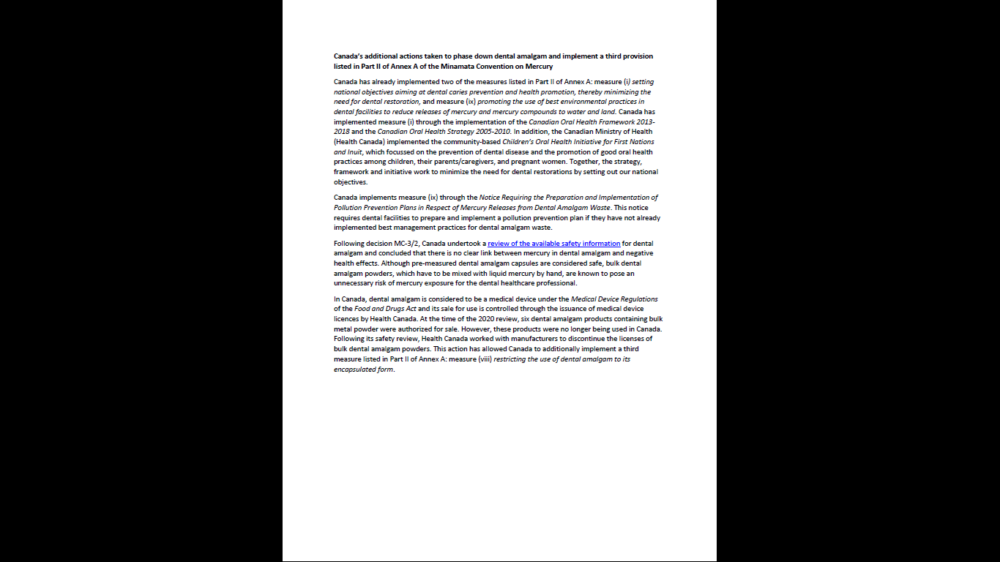 Canada's additional actions taken to phase down dental amalgam and implement a third provision
listed in Part II of Annex A of the Minamata Convention on Mercury
Canada has already implemented two of the measures listed in Part II of Annex A: measure (i) setting
national objectives aiming at dental caries prevention and health promotion, thereby minimizing the
need for dental restoration, and measure (ix) promoting the use of best environmental practices in
dental facilities to reduce releases of mercury and mercury compounds to water and land. Canada has
implemented measure (i) through the implementation of the Canadian Oral Health Framework 2013-
2018 and the Canadian Oral Health Strategy 2005-2010. In addition, the Canadian Ministry of Health
(Health Canada) implemented the community-based Children's Oral Health Initiative for First Nations
and Inuit, which focussed on the prevention of dental disease and the promotion of good oral health
practices among children, their parents/caregivers, and pregnant women. Together, the strategy,
framework and initiative work to minimize the need for dental restorations by setting out our national
objectives.
Canada implements measure (ix) through the Notice Requiring the Preparation and Implementation of
Pollution Prevention Plans in Respect of Mercury Releases from Dental Amalgam Waste. This notice
requires dental facilities to prepare and implement a pollution prevention plan if they have not already
implemented best management practices for dental amalgam waste.
Following decision MC-3/2, Canada undertook a review of the available safety information for dental
amalgam and concluded that there is no clear link between mercury in dental amalgam and negative
health effects. Although pre-measured dental amalgam capsules are considered safe, bulk dental
amalgam powders, which have to be mixed with liquid mercury by hand, are known to pose an
unnecessary risk of mercury exposure for the dental healthcare professional.
In Canada, dental amalgam is considered to be a medical device under the Medical Device Regulations
of the Food and Drugs Act and its sale for use is controlled through the issuance of medical device
licences by Health Canada. At the time of the 2020 review, six dental amalgam products containing bulk
metal powder were authorized for sale. However, these products were no longer being used in Canada.
Following its safety review, Health Canada worked with manufacturers to discontinue the licenses of
bulk dental amalgam powders. This action has allowed Canada to additionally implement a third
measure listed in Part II of Annex A: measure (viii) restricting the use of dental amalgam to its
encapsulated form.